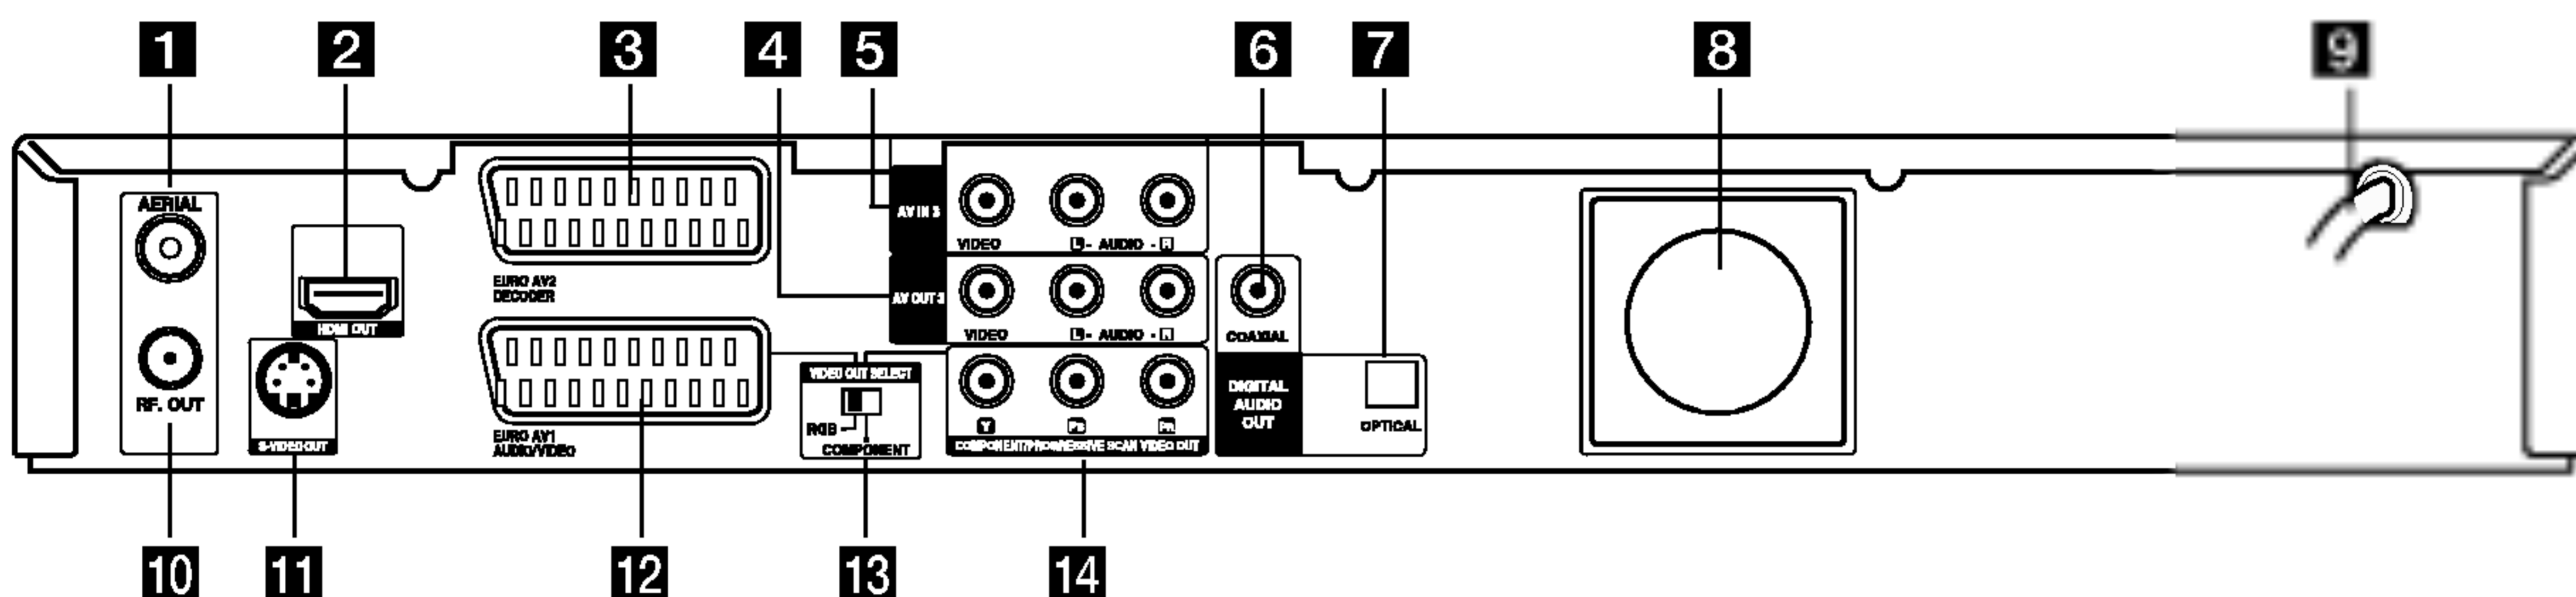 1 2 3 4 5 6 7 8 9
AERIAL
HDMI OUT
RF. OUT
S-VIDEO OUT
EURO AV2
DECODER
EURO AV1
AUDIO/VIDEO
VIDEO OUT SELECT
RGB
COMPONENT
AV IN 3
VIDEO L - AUDIO - R
AV OUT 3
VIDEO L - AUDIO - R
Y PB PR
COMPONENT/PROGRESSIVE SCAN VIDEO OUT
COAXIAL
DIGITAL
AUDIO
OUT
OPTICAL
10 11 12 13 14